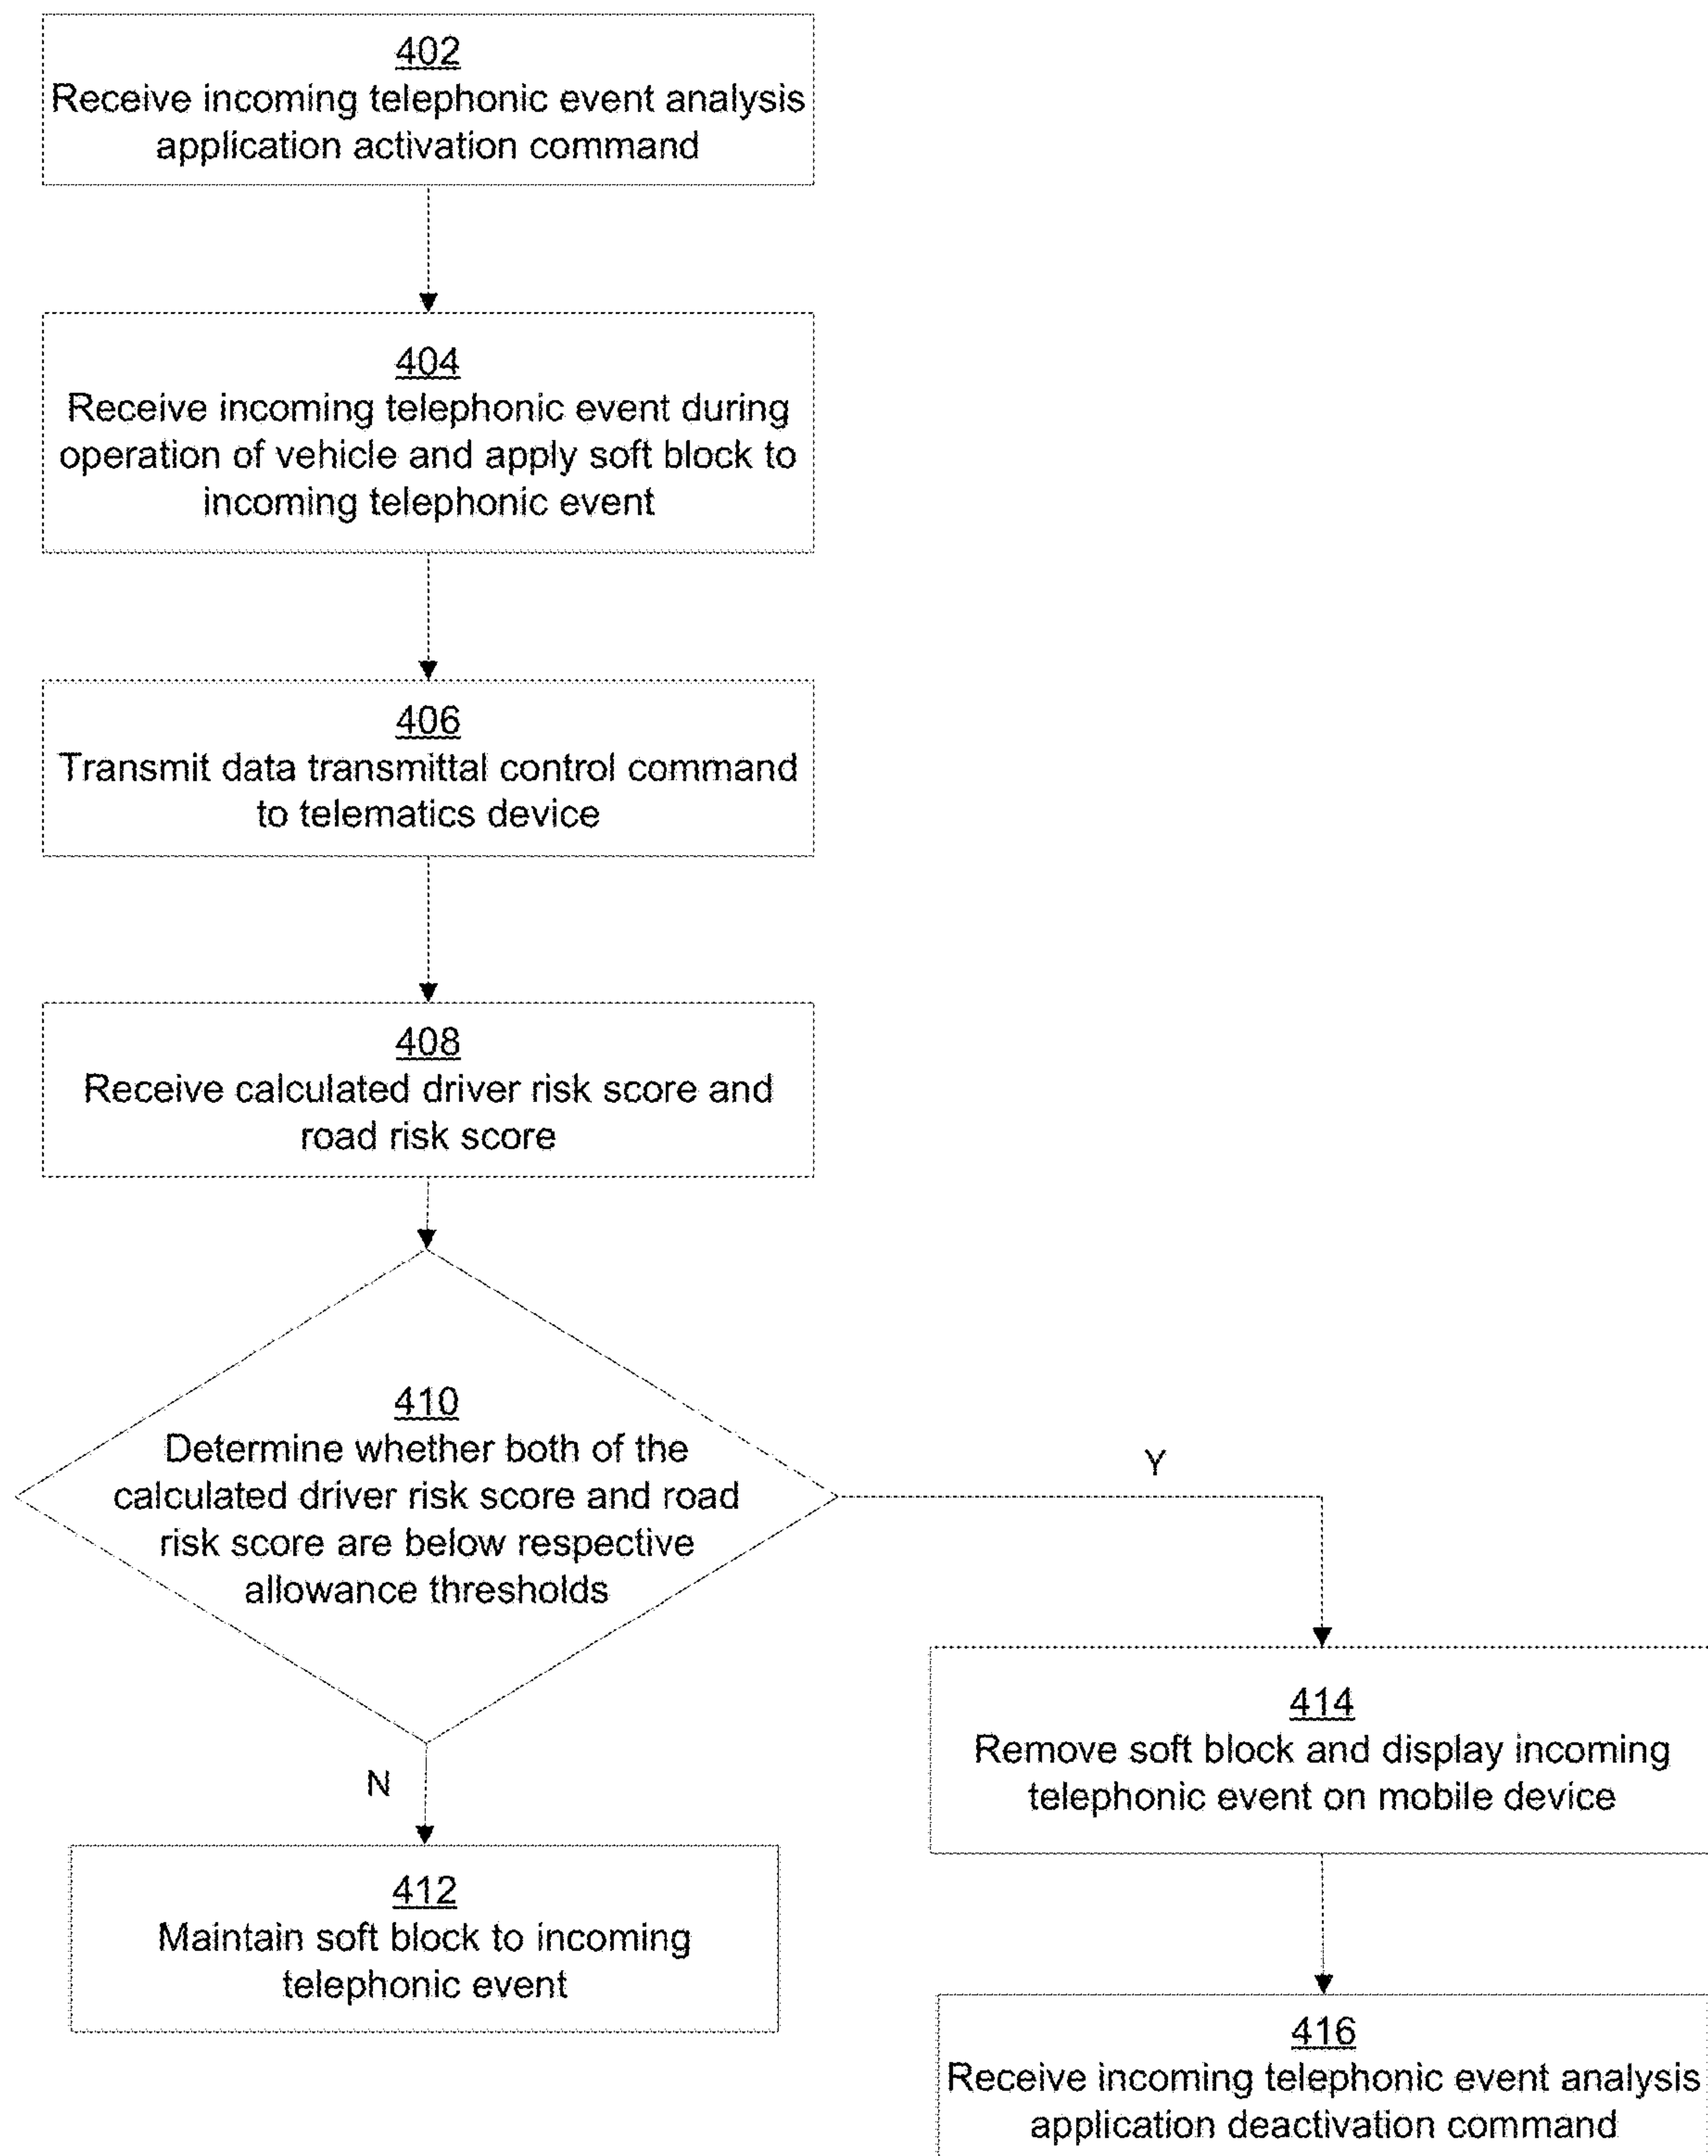 402
Receive incoming telephonic event analysis
application activation command
404
Receive incoming telephonic event during
operation of vehicle and apply soft block to
incoming telephonic event
406
Transmit data transmittal control command
to telematics device
408
Receive calculated driver risk score and
road risk score
410
Determine whether both of the
calculated driver risk score and road
risk score are below respective
allowance thresholds
Y
N
414
Remove soft block and display incoming
telephonic event on mobile device
412
Maintain soft block to incoming
telephonic event
416
Receive incoming telephonic event analysis
application deactivation command